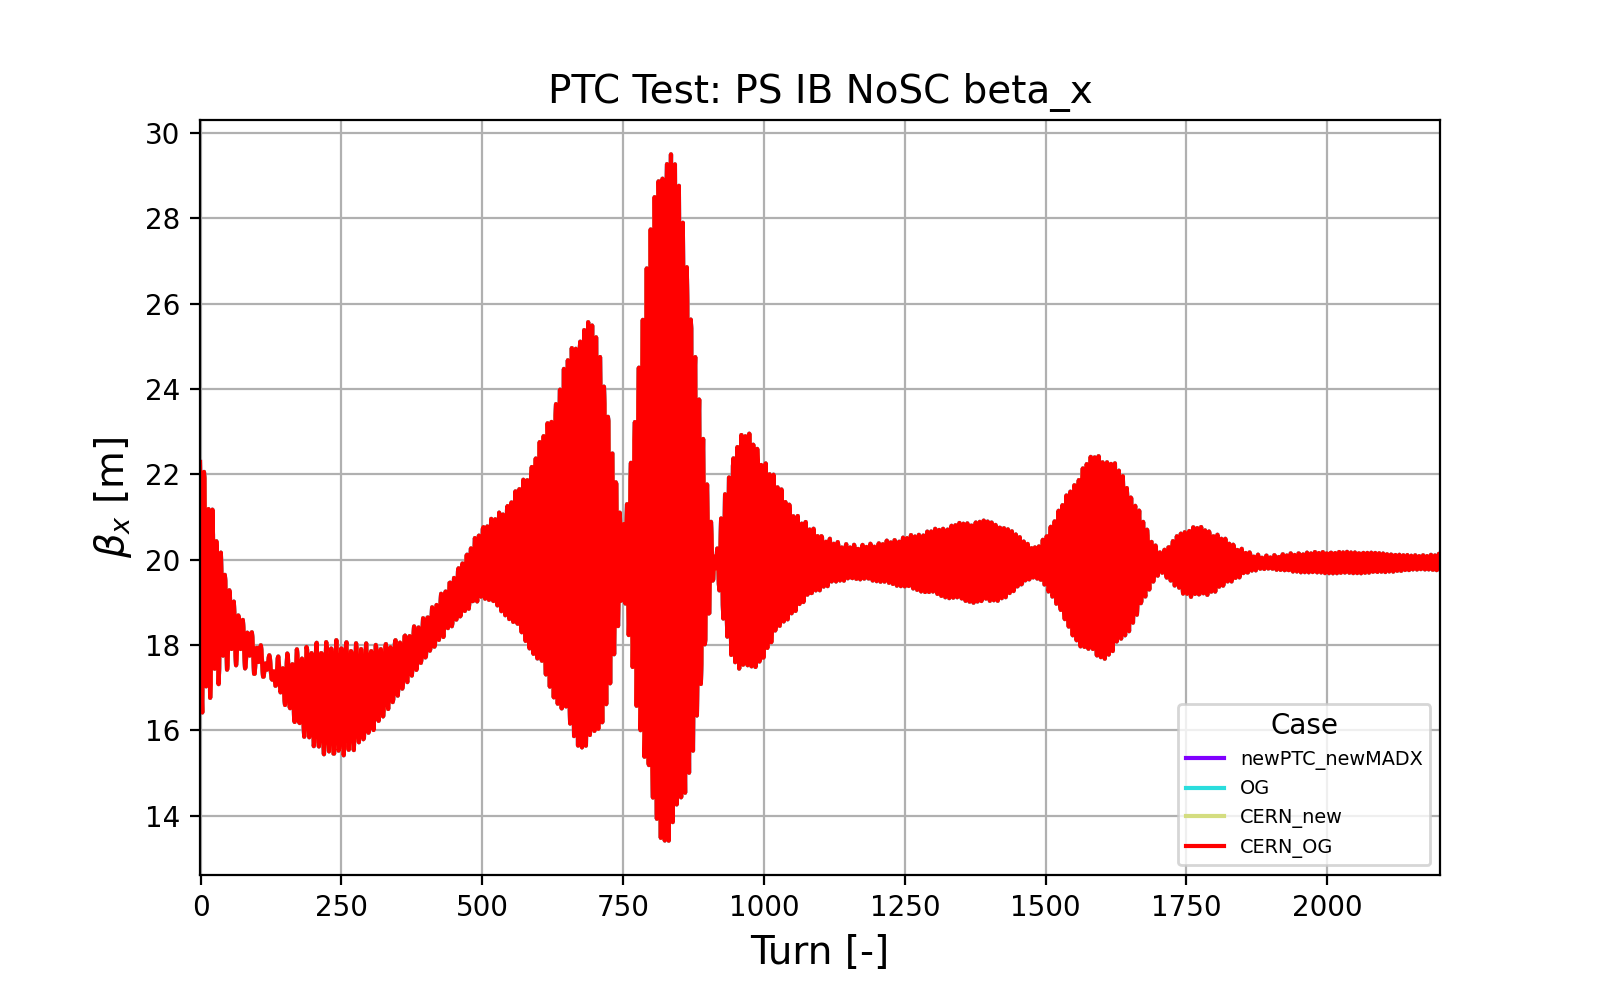 PTC Test: PS IB NoSC beta_x
30
28
26
24
22
20
18
16
14
βx [m]
0 250 500 750 1000 1250 1500 1750 2000
Turn [-]
Case
newPTC_newMADX
OG
CERN_new
CERN_OG